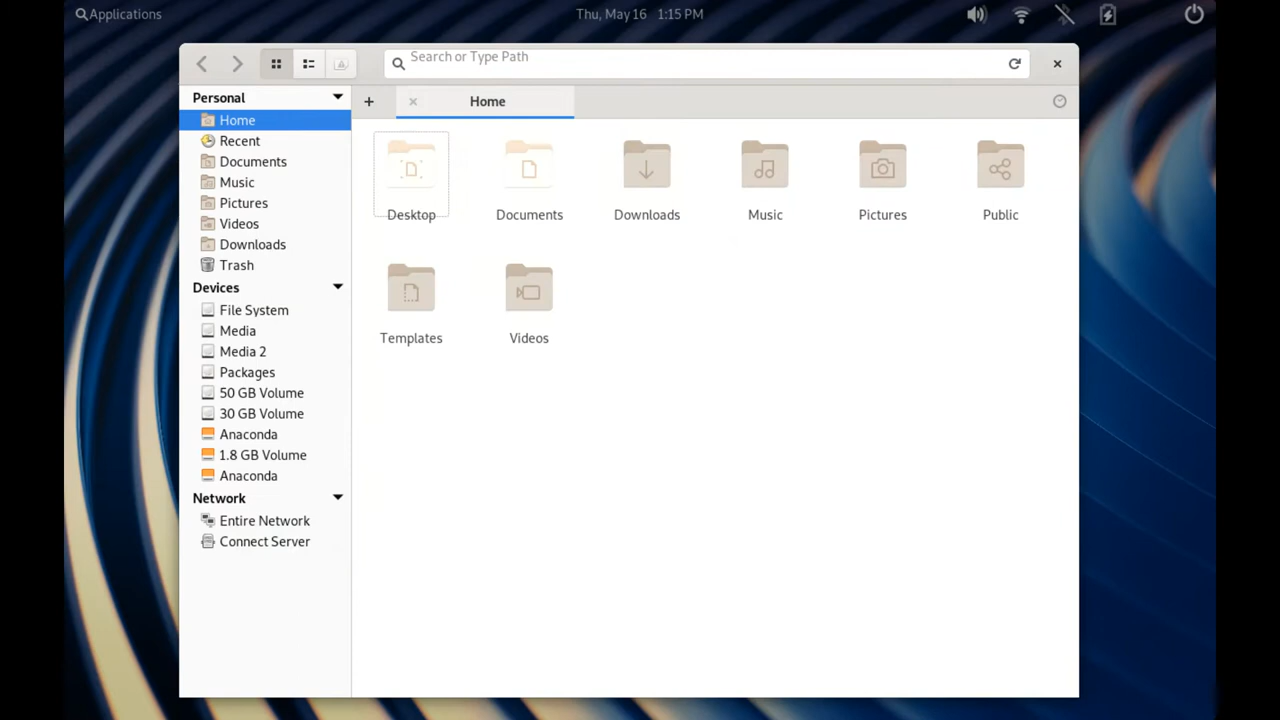 Applications
Thu, May 16 1:15 PM
Search or Type Path
Personal
Home
Recent
Documents
Music
Pictures
Videos
Downloads
Trash
Devices
File System
Media
Media 2
Packages
50 GB Volume
30 GB Volume
Anaconda
1.8 GB Volume
Anaconda
Network
Entire Network
Connect Server
Home
Desktop
Documents
Downloads
Music
Pictures
Public
Templates
Videos